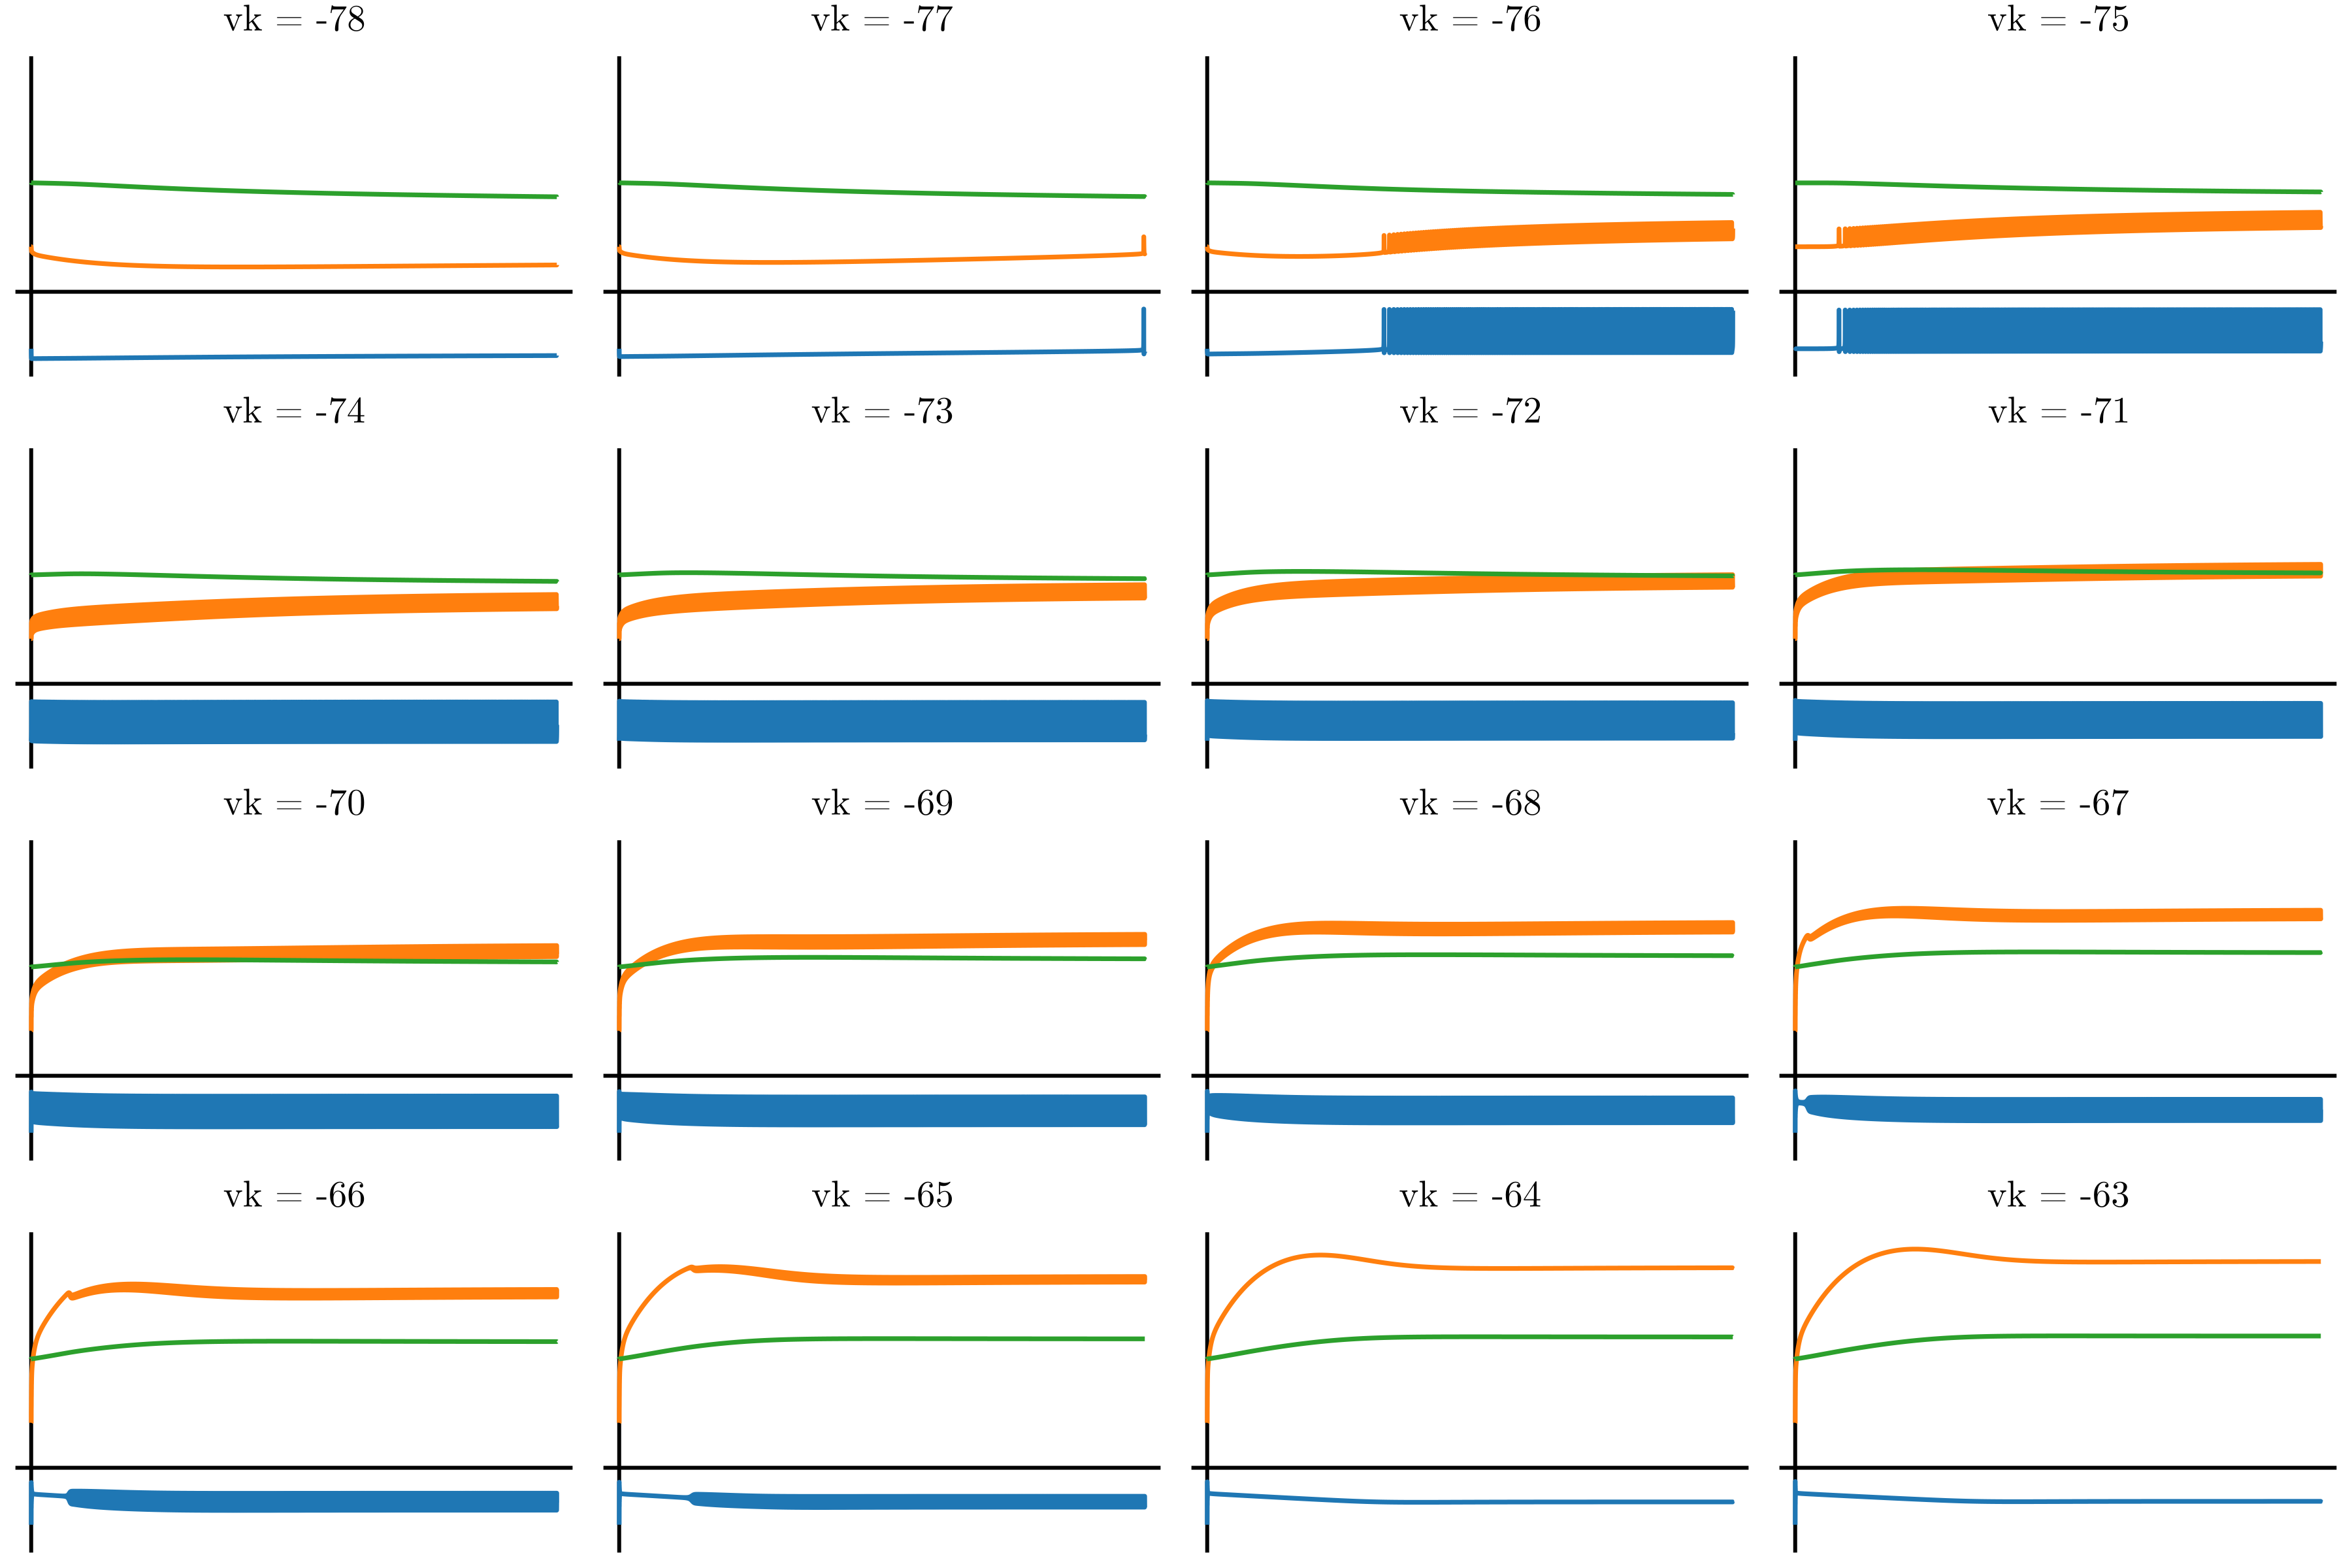 vk = -78
vk = -77
vk = -76
vk = -75
vk = -74
vk = -73
vk = -72
vk = -71
vk = -70
vk = -69
vk = -68
vk = -67
vk = -66
vk = -65
vk = -64
vk = -63